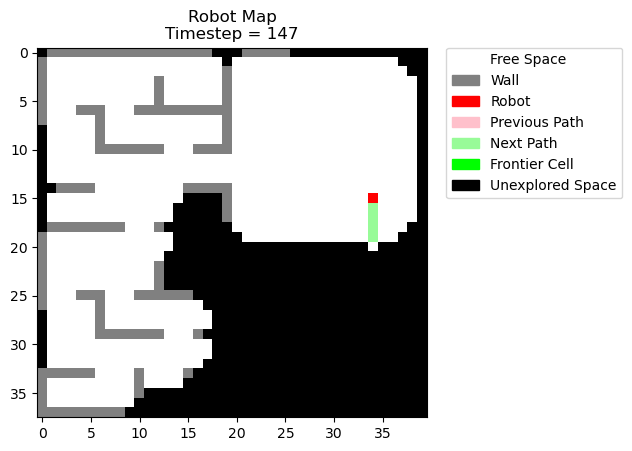 Robot Map
Timestep = 147
0
5
10
15
20
25
30
35
0
5
10
15
20
25
30
35
Free Space
Wall
Robot
Previous Path
Next Path
Frontier Cell
Unexplored Space